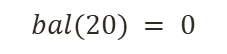 bal(20) = 0